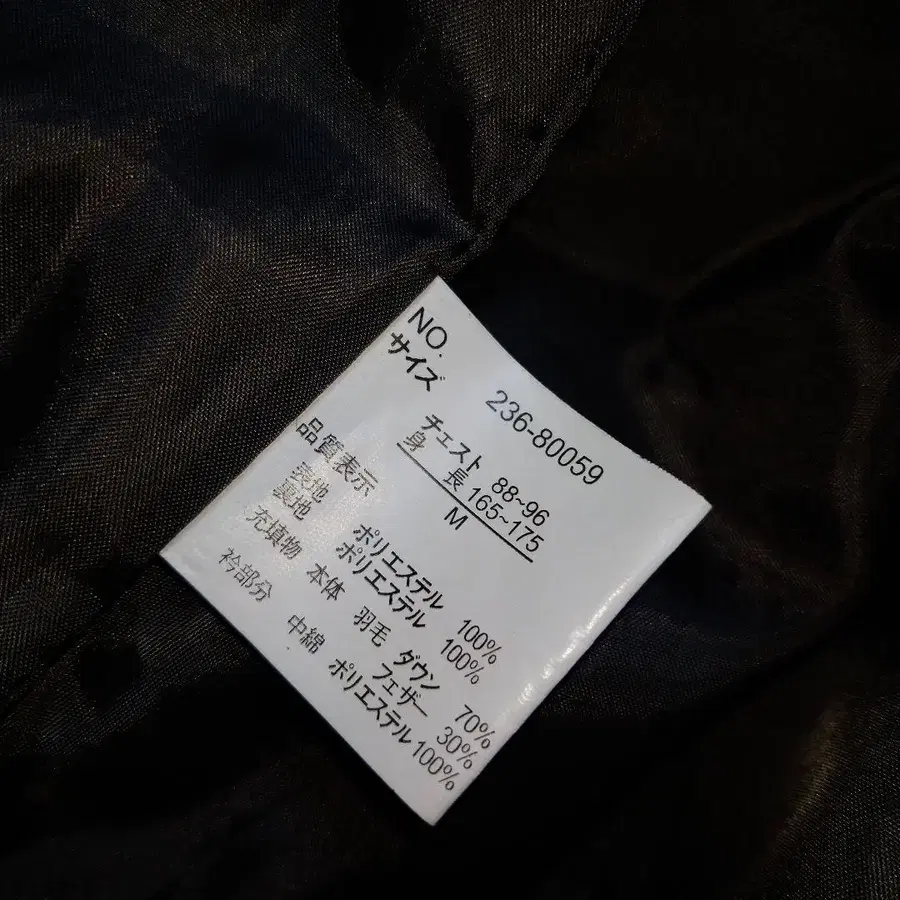 NO. 236-80059
サイズ チェスト 88~96
身 長 165~175
M
品質表示
表地 ポリエステル 100%
裏地 ポリエステル 100%
充填物 本体 羽毛 ダウン 70%
フェザー 30%
衿部分 中綿 ポリエステル 100%